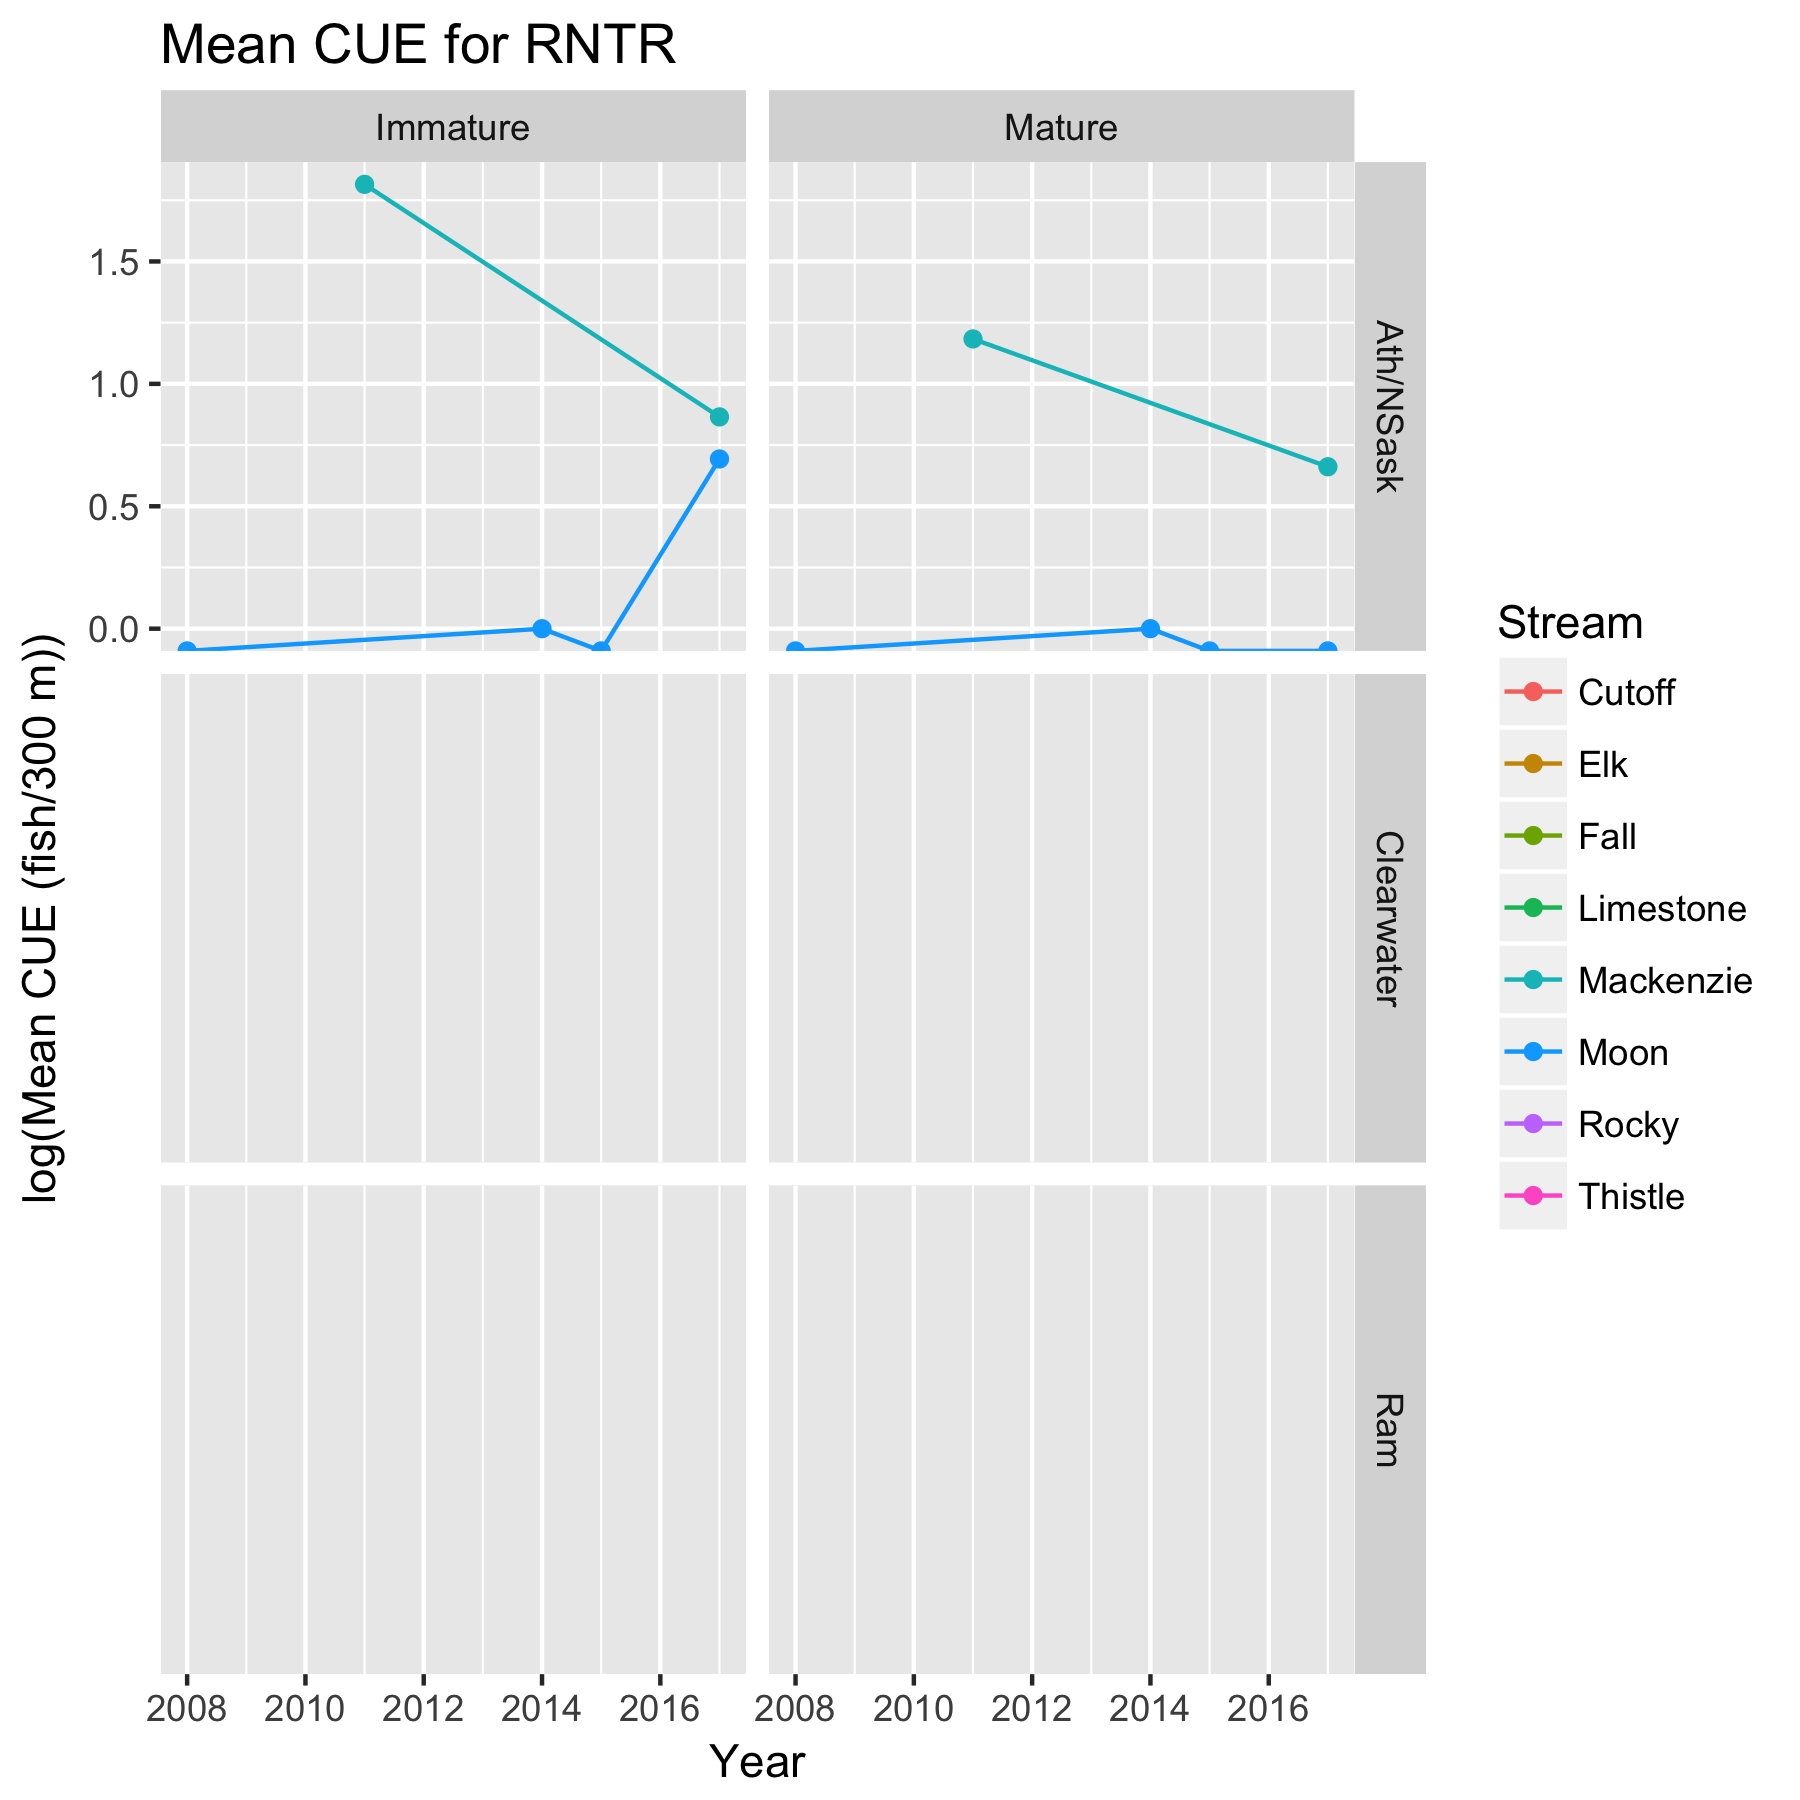 Mean CUE for RNTR
Immature
Mature
1.5
1.0
0.5
0.0
Ath/NSask
Clearwater
Ram
log(Mean CUE (fish/300 m))
2008 2010 2012 2014 2016
2008 2010 2012 2014 2016
Year
Stream
Cutoff
Elk
Fall
Limestone
Mackenzie
Moon
Rocky
Thistle